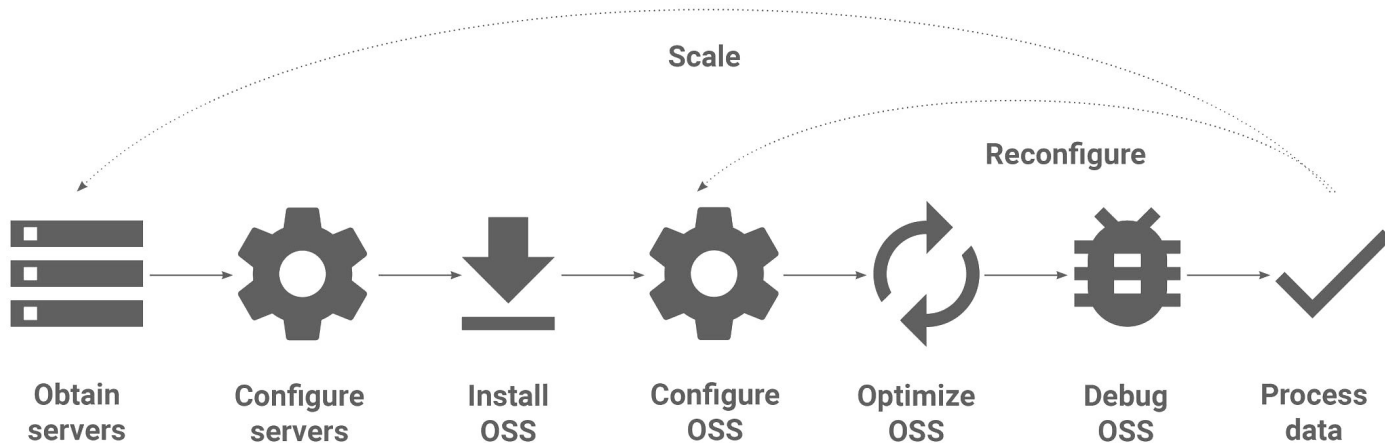 Scale
Reconfigure
Obtain
servers
Configure
servers
Install
OSS
Configure
OSS
Optimize
OSS
Debug
OSS
Process
data